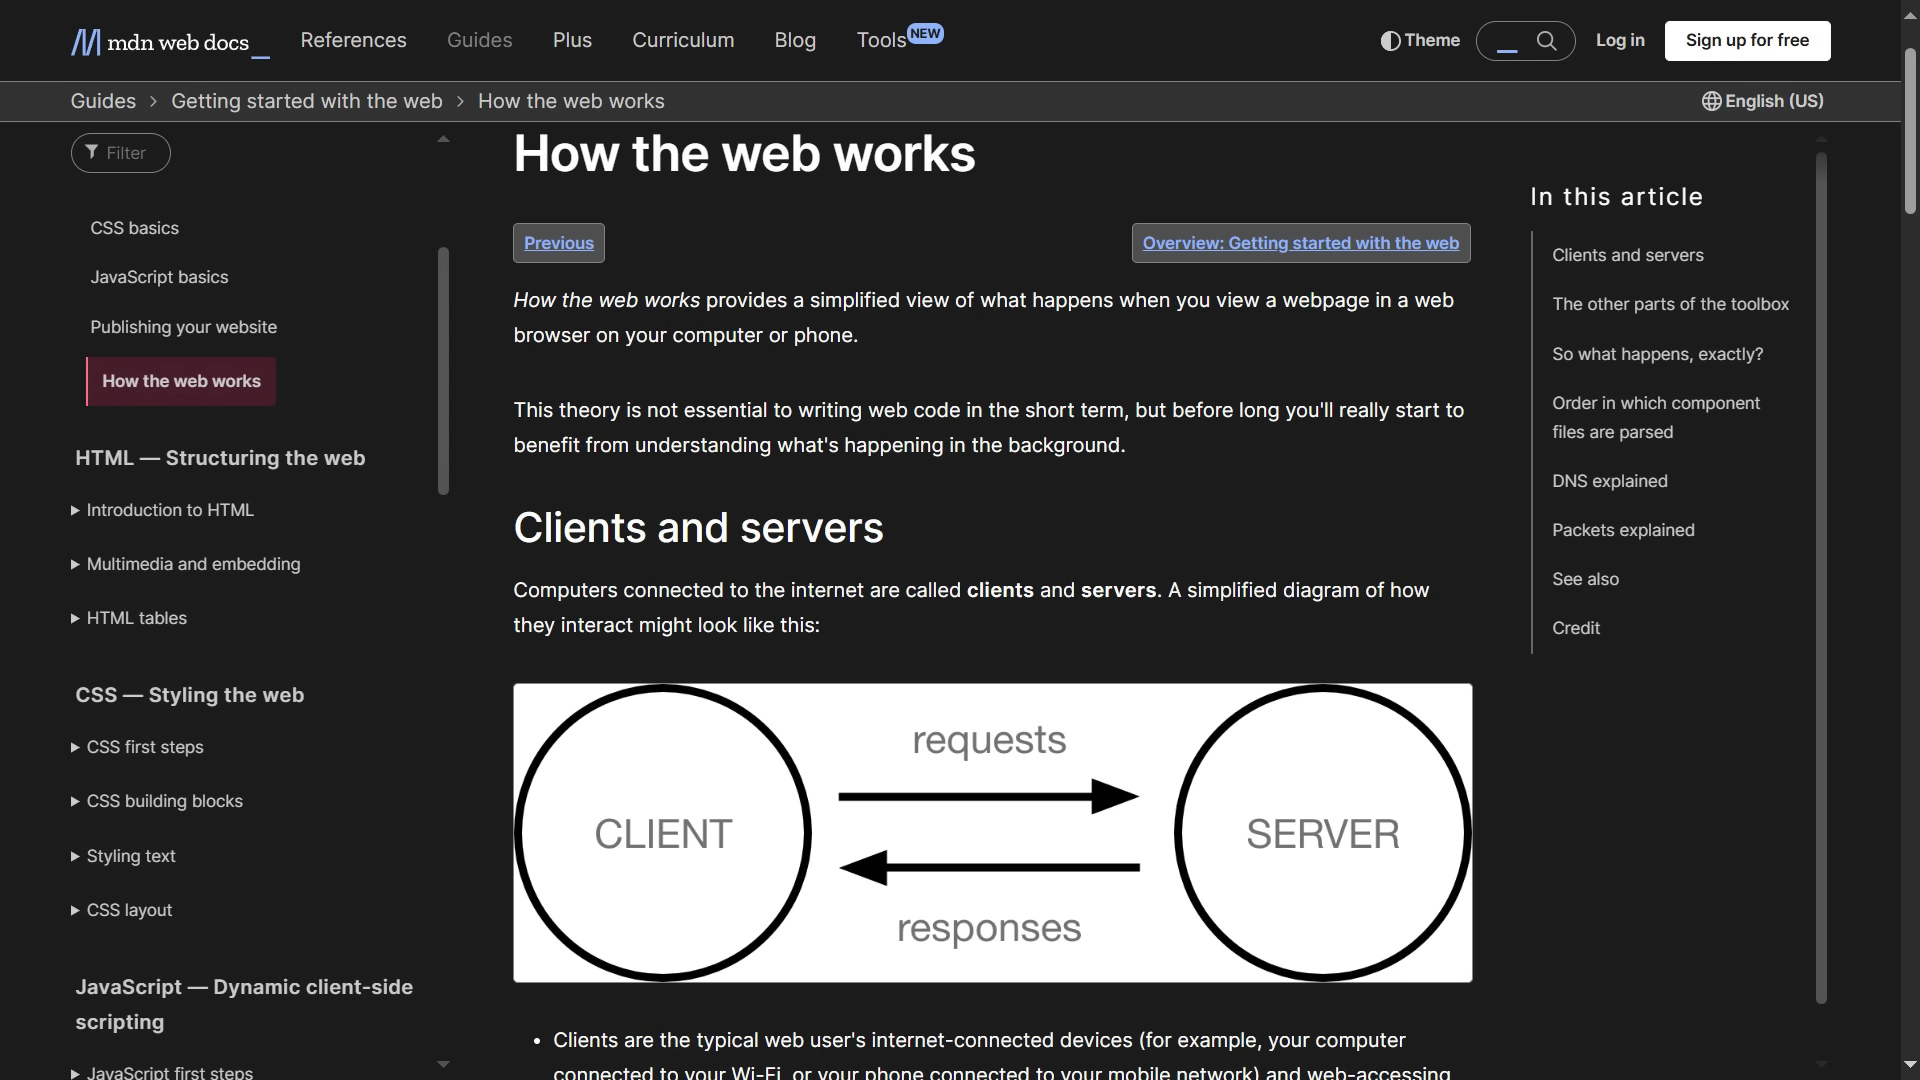 mdn web docs_
References
Guides
Plus
Curriculum
Blog
Tools NEW
Theme
Log in
Sign up for free
Guides > Getting started with the web > How the web works
English (US)
Filter
CSS basics
JavaScript basics
Publishing your website
How the web works
HTML — Structuring the web
Introduction to HTML
Multimedia and embedding
HTML tables
CSS — Styling the web
CSS first steps
CSS building blocks
Styling text
CSS layout
JavaScript — Dynamic client-side
scripting
JavaScript first steps
How the web works
Previous
Overview: Getting started with the web
How the web works provides a simplified view of what happens when you view a webpage in a web
browser on your computer or phone.
This theory is not essential to writing web code in the short term, but before long you'll really start to
benefit from understanding what's happening in the background.
Clients and servers
Computers connected to the internet are called clients and servers. A simplified diagram of how
they interact might look like this:
requests
CLIENT
SERVER
responses
• Clients are the typical web user's internet-connected devices (for example, your computer
connected to your Wi-Fi, or your phone connected to your mobile network) and web-accessing
In this article
Clients and servers
The other parts of the toolbox
So what happens, exactly?
Order in which component
files are parsed
DNS explained
Packets explained
See also
Credit